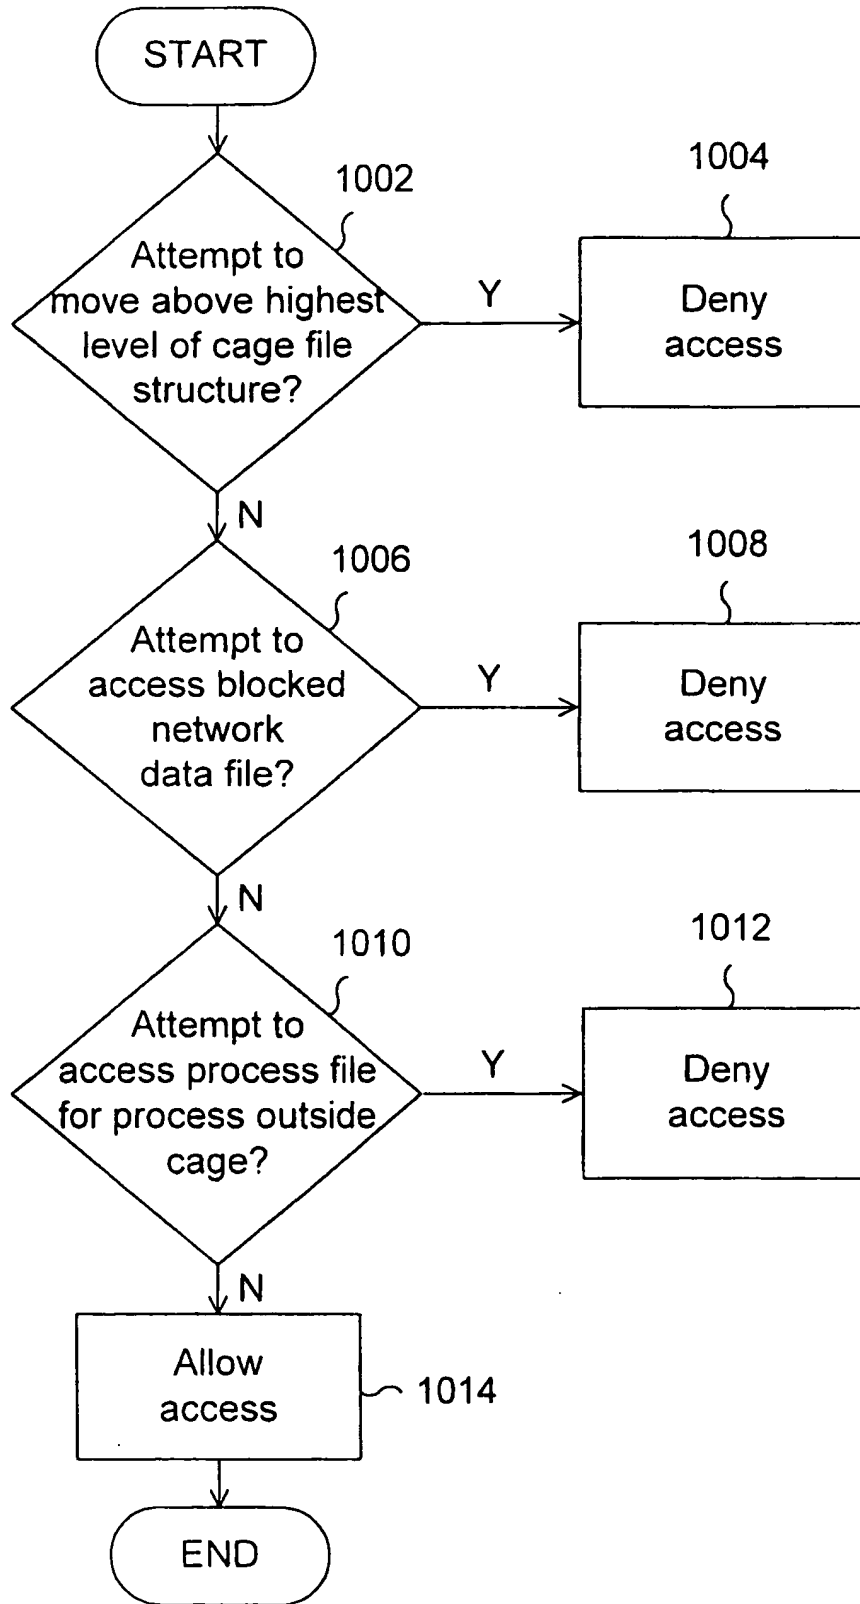 START
1002
Attempt to
move above highest
level of cage file
structure?
Y
1004
Deny
access
N
1006
Attempt to
access blocked
network
data file?
Y
1008
Deny
access
N
1010
Attempt to
access process file
for process outside
cage?
Y
1012
Deny
access
N
Allow
access
1014
END